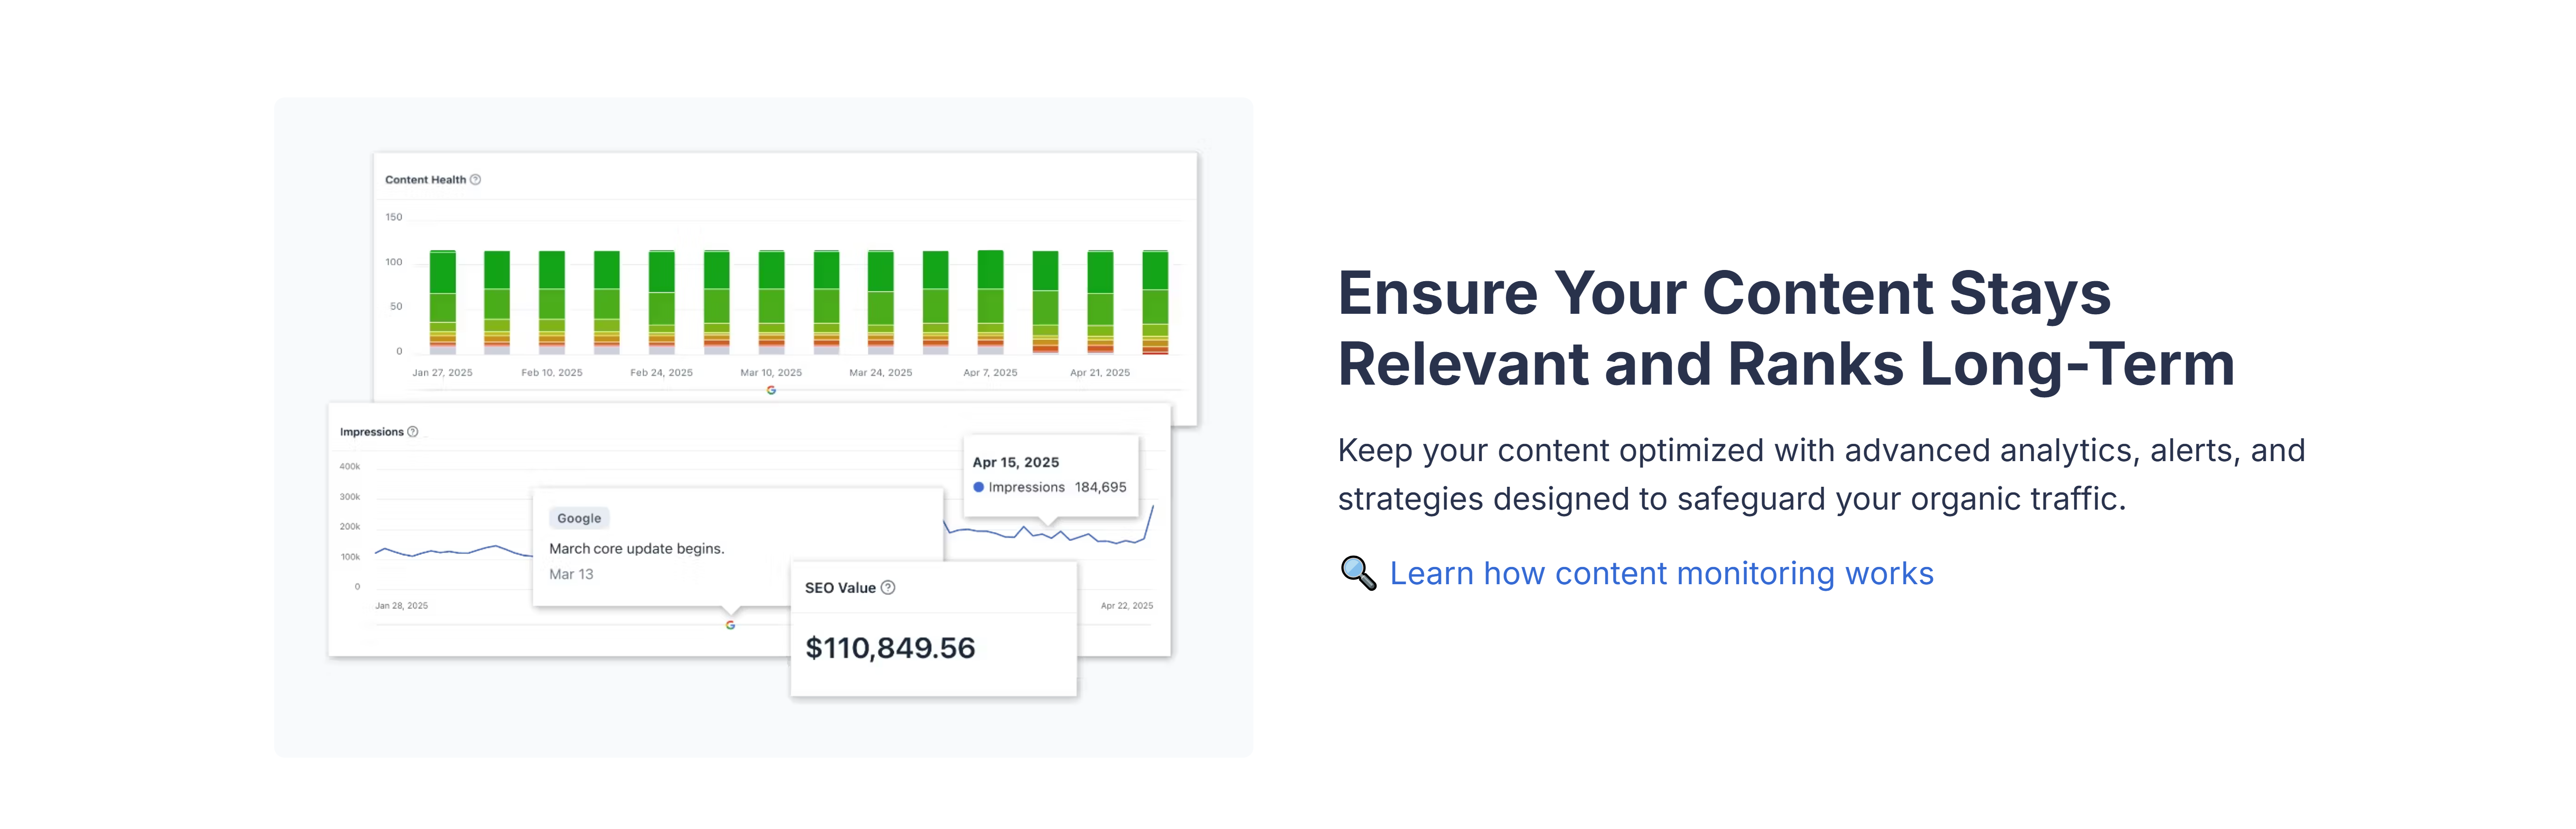 Content Health
150
100
50
0
Jan 27, 2025 Feb 10, 2025 Feb 24, 2025 Mar 10, 2025 Mar 24, 2025 Apr 7, 2025 Apr 21, 2025
Impressions
400k
300k
200k
100k
0
Jan 28, 2025 Apr 22, 2025
Apr 15, 2025
Impressions 184,695
Google
March core update begins.
Mar 13
SEO Value
$110,849.56
Ensure Your Content Stays
Relevant and Ranks Long-Term
Keep your content optimized with advanced analytics, alerts, and
strategies designed to safeguard your organic traffic.
Learn how content monitoring works